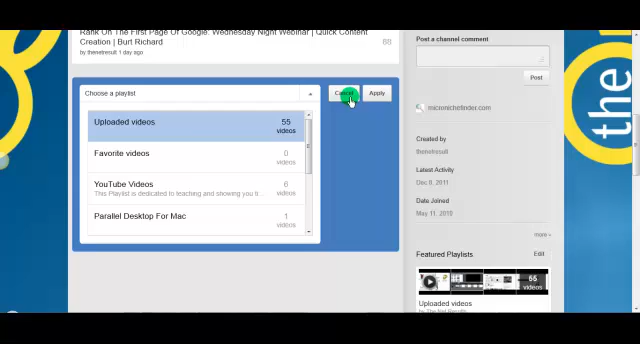 Rank On The First Page Of Google: Wednesday Night Webinar | Quick Content
Creation | Burt Richard
88
by thenetresult 1 day ago
Choose a playlist
Cancel
Apply
Uploaded videos
55
videos
Favorite videos
0
videos
YouTube Videos
6
This Playlist is dedicated to teaching and showing you ti...
videos
Parallel Desktop For Mac
1
videos
Post a channel comment
Post
micronichefinder.com
Created by
thenetresult
Latest Activity
Dec 8, 2011
Date Joined
May 11, 2010
more »
Featured Playlists
Edit
55
videos
Uploaded videos
by The Net Results
the